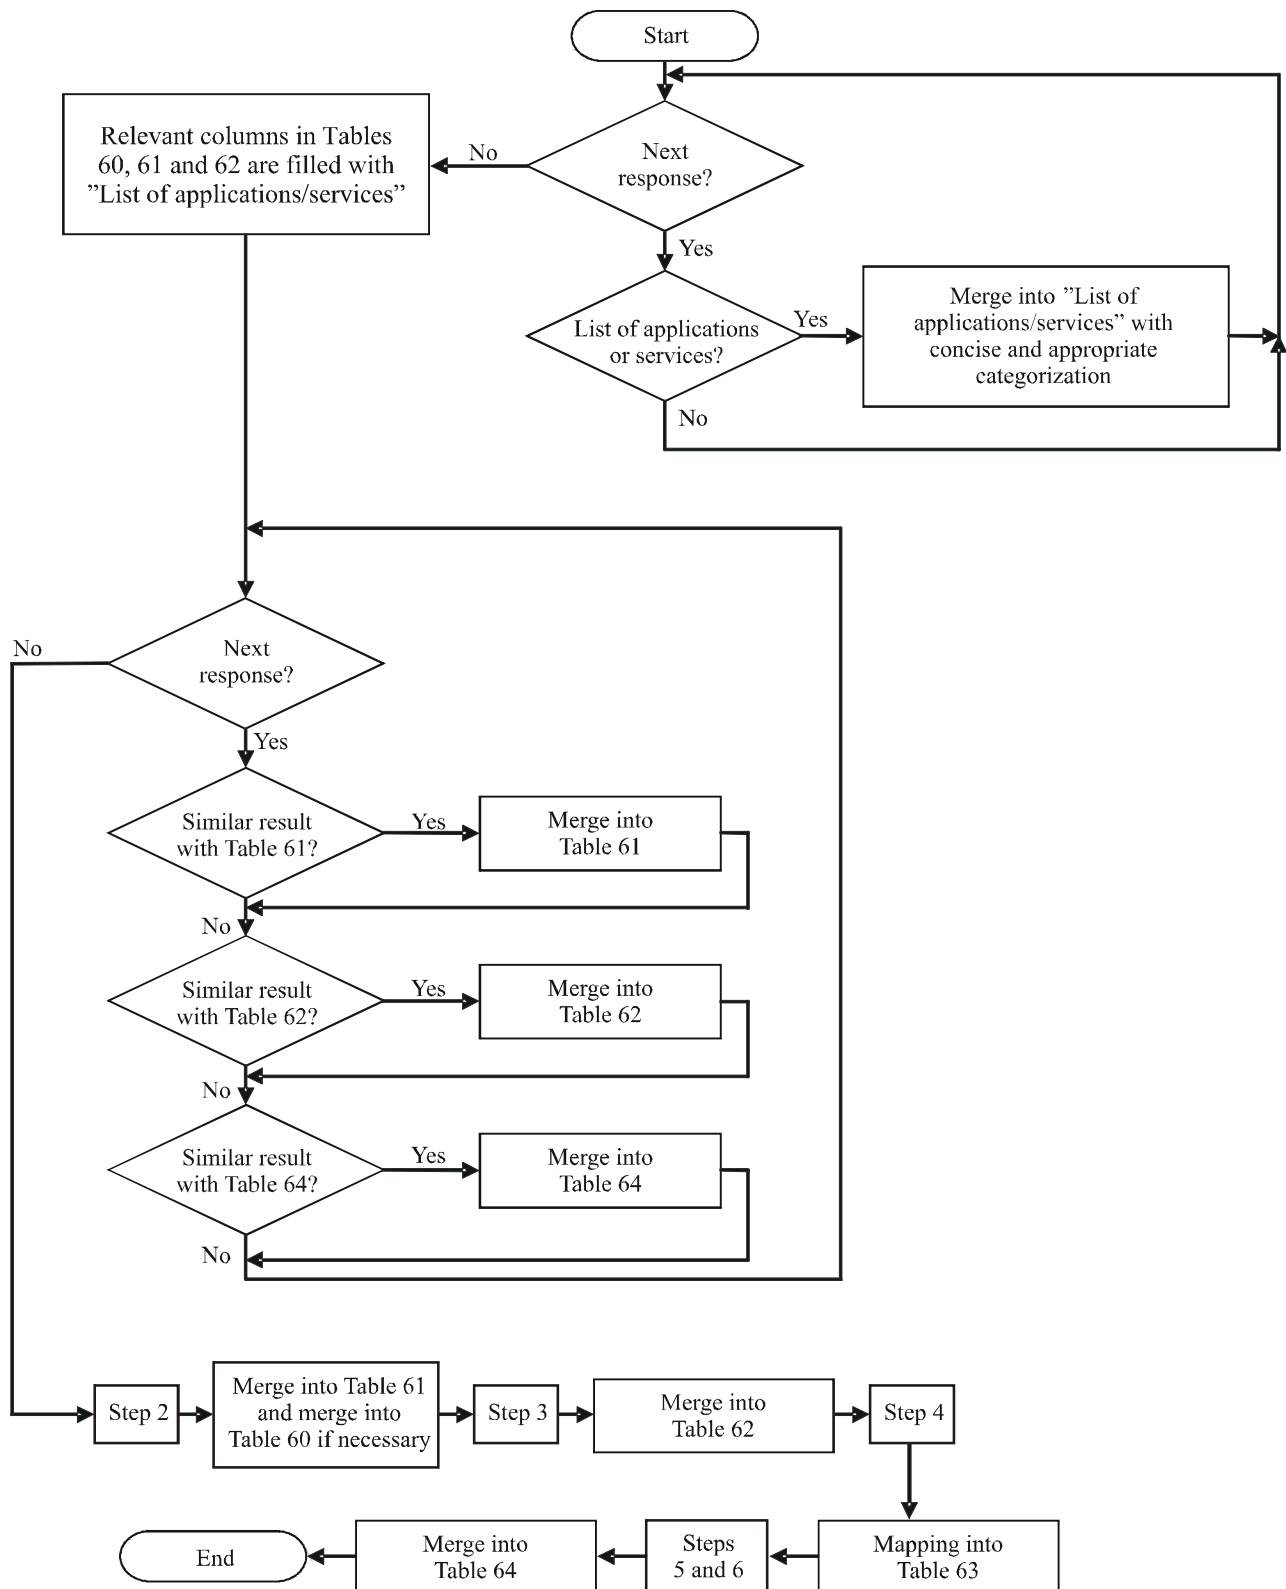 Start
Relevant columns in Tables
60, 61 and 62 are filled with
”List of applications/services”
No
Next
response?
Yes
List of applications
or services?
Yes
Merge into ”List of
applications/services” with
concise and appropriate
categorization
No
No
Next
response?
Yes
Similar result
with Table 61?
Yes
Merge into
Table 61
No
Similar result
with Table 62?
Yes
Merge into
Table 62
No
Similar result
with Table 64?
Yes
Merge into
Table 64
No
Step 2
Merge into Table 61
and merge into
Table 60 if necessary
Step 3
Merge into
Table 62
Step 4
Mapping into
Table 63
Steps
5 and 6
Merge into
Table 64
End